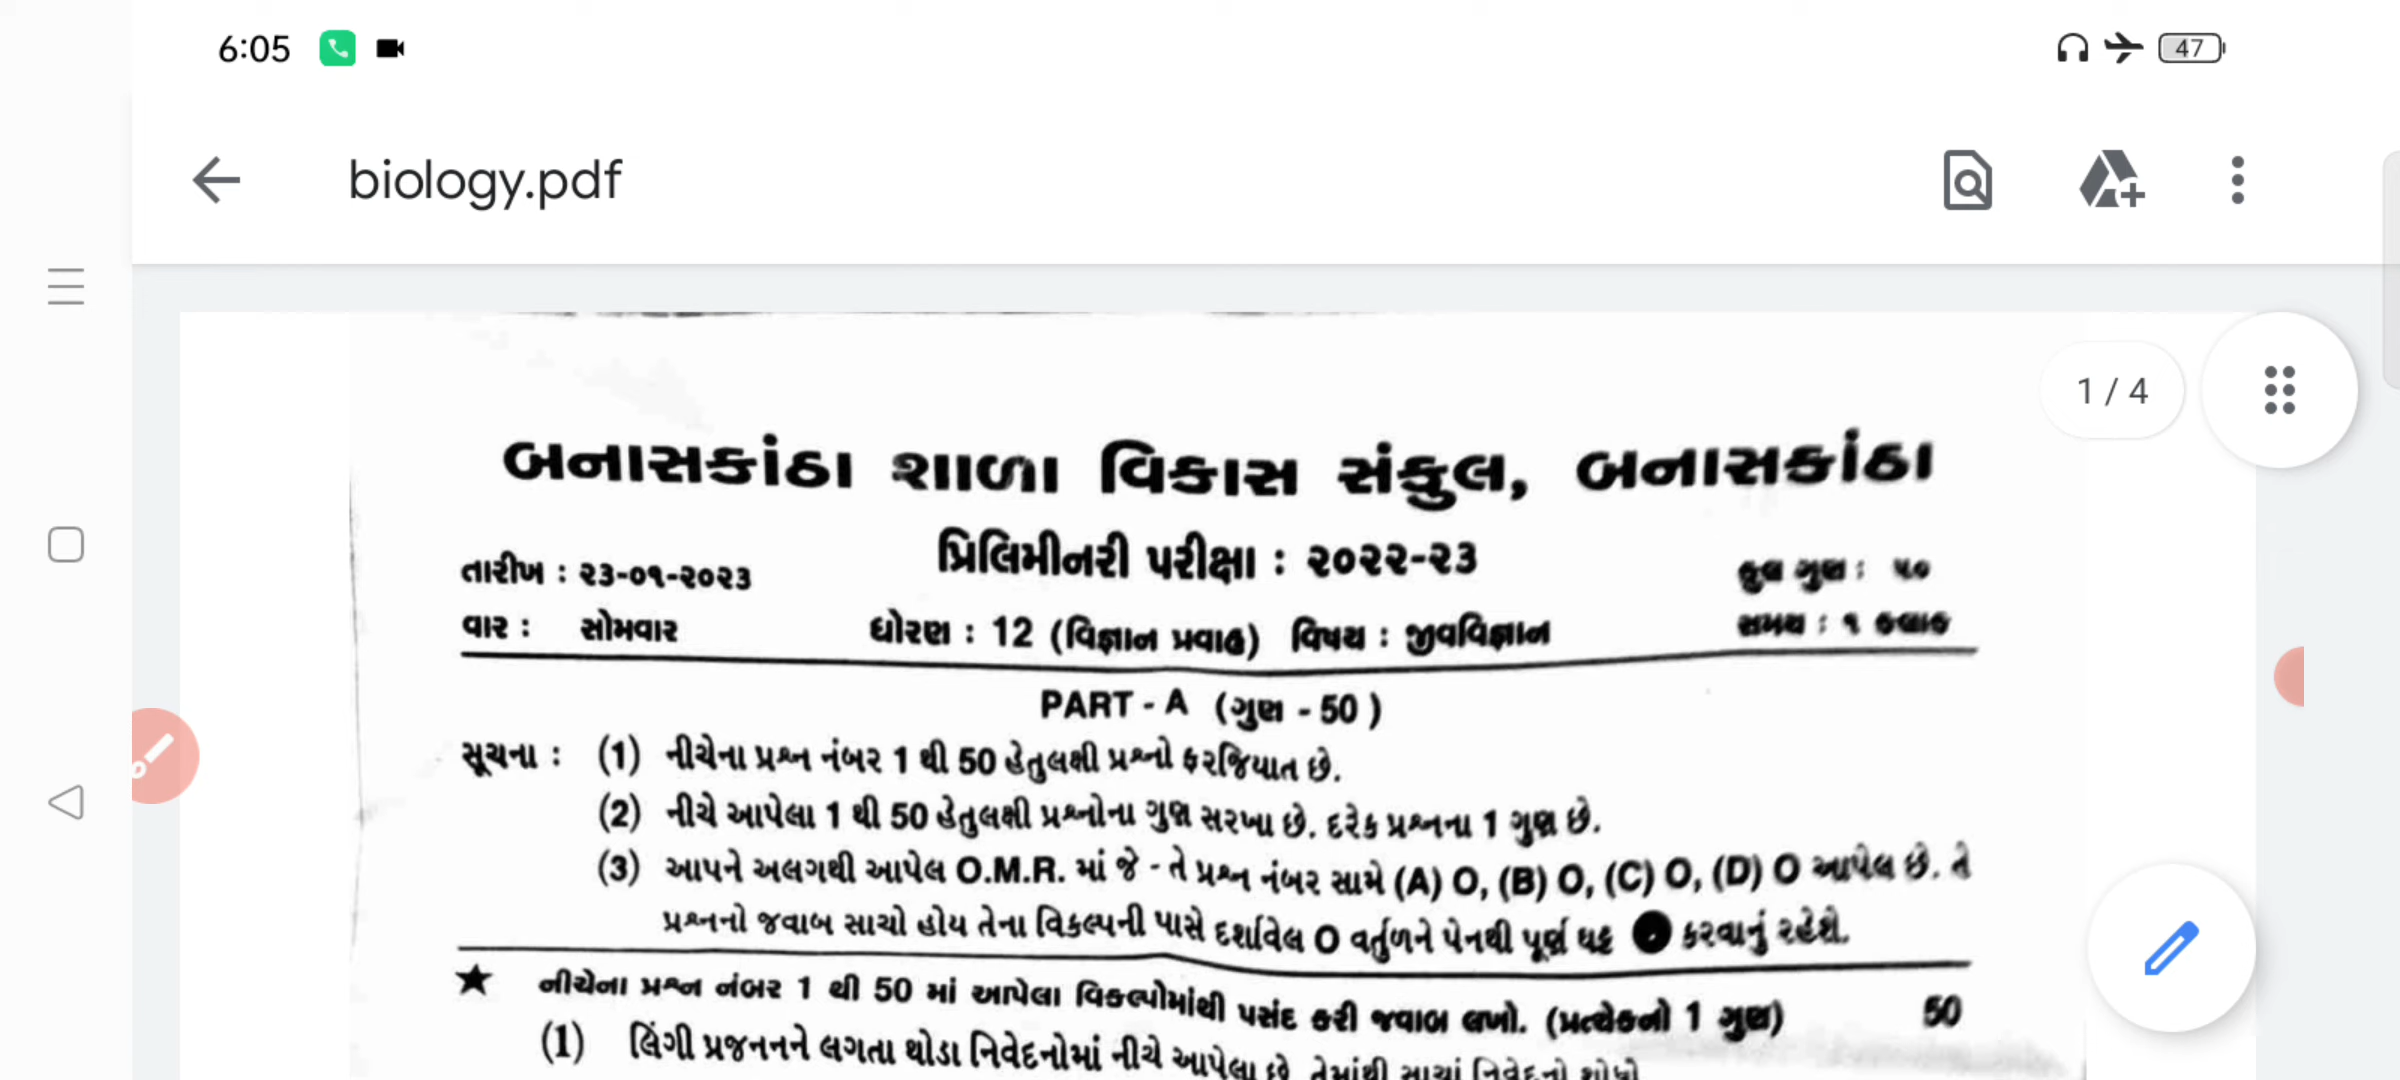 6:05
47
biology.pdf
1 / 4
બનાસકાંઠા શાળા વિકાસ સંકુલ, બનાસકાંઠા
પ્રિલિમીનરી પરીક્ષા : ૨૦૨૨-૨૩
તારીખ : ૨૩-૦૧-૨૦૨૩
કુલ ગુણ : ૫૦
વાર : સોમવાર
ધોરણ : 12 (વિજ્ઞાન પ્રવાહ) વિષય : જીવવિજ્ઞાન
સમય : ૧ કલાક
PART - A (ગુણ - 50 )
સૂચના : (1) નીચેના પ્રશ્ન નંબર 1 થી 50 હેતુલક્ષી પ્રશ્નો ફરજિયાત છે.
(2) નીચે આપેલા 1 થી 50 હેતુલક્ષી પ્રશ્નોના ગુણ સરખા છે. દરેક પ્રશ્નના 1 ગુણ છે.
(3) આપને અલગથી આપેલ O.M.R. માં જે - તે પ્રશ્ન નંબર સામે (A) O, (B) O, (C) O, (D) O આપેલ છે. તે
પ્રશ્નનો જવાબ સાચો હોય તેના વિકલ્પની પાસે દર્શાવેલ O વર્તુળને પેનથી પૂર્ણ ઘટ્ટ ● કરવાનું રહેશે.
★ નીચેના પ્રશ્ન નંબર 1 થી 50 માં આપેલા વિકલ્પોમાંથી પસંદ કરી જવાબ લખો. (પ્રત્યેકનો 1 ગુણ) 50
(1) લિંગી પ્રજનનને લગતા થોડા નિવેદનોમાં નીચે આપેલા છે. તેમાંથી સાચાં નિવેદનો શોધો